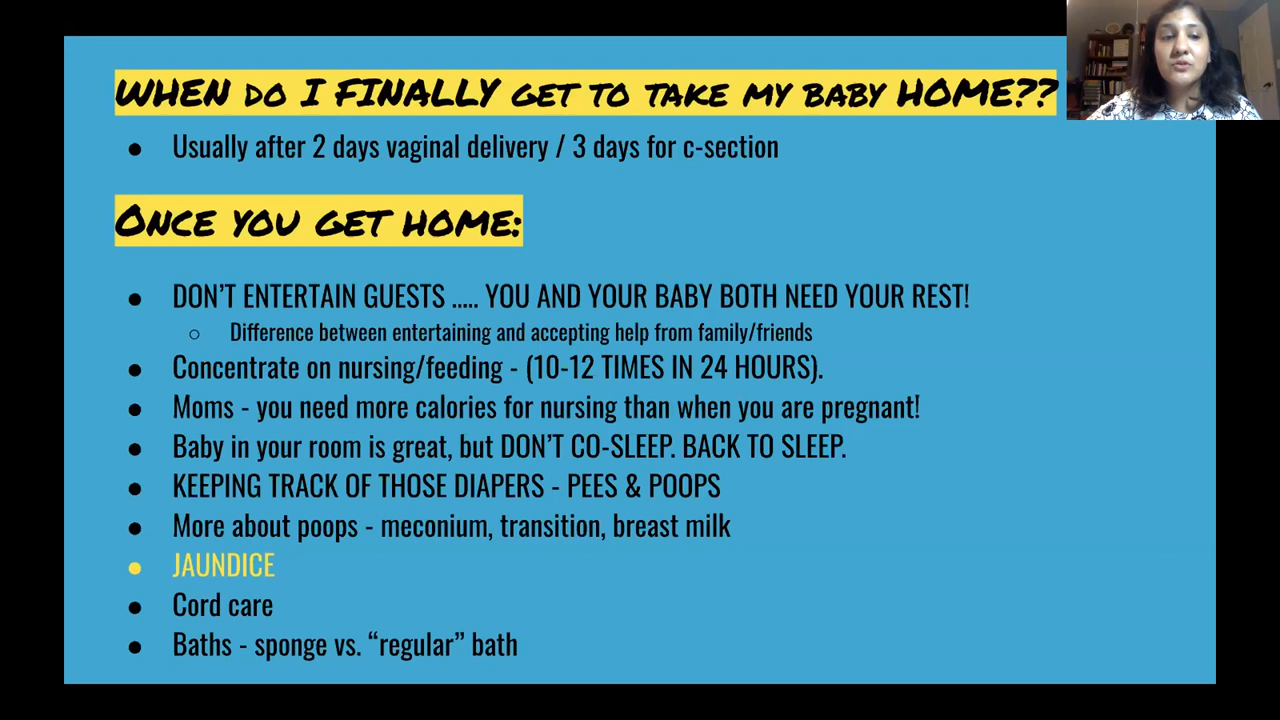 WHEN DO I FINALLY GET TO TAKE MY BABY HOME??
● Usually after 2 days vaginal delivery / 3 days for c-section
ONCE YOU GET HOME:
● DON'T ENTERTAIN GUESTS ..... YOU AND YOUR BABY BOTH NEED YOUR REST!
○ Difference between entertaining and accepting help from family/friends
● Concentrate on nursing/feeding - (10-12 TIMES IN 24 HOURS).
● Moms - you need more calories for nursing than when you are pregnant!
● Baby in your room is great, but DON'T CO-SLEEP. BACK TO SLEEP.
● KEEPING TRACK OF THOSE DIAPERS - PEES & POOPS
● More about poops - meconium, transition, breast milk
● JAUNDICE
● Cord care
● Baths - sponge vs. “regular” bath